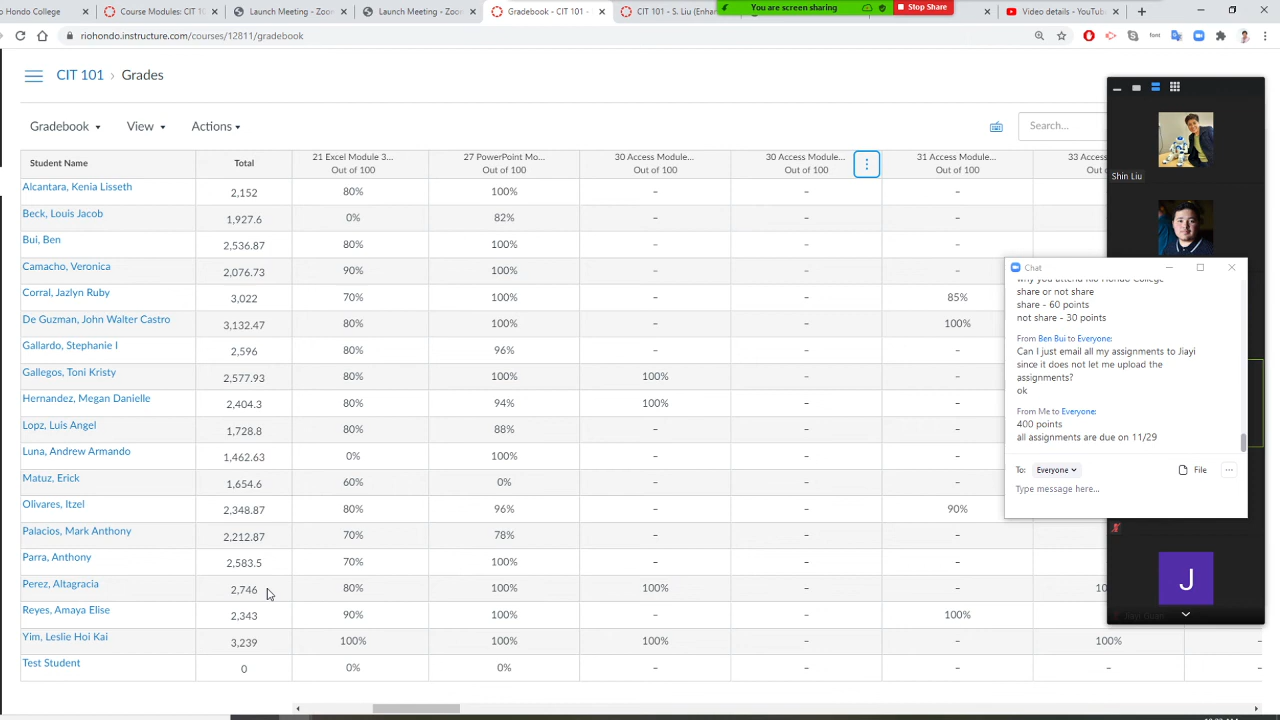 o Hondo College
Course Modules: CIT 10
Launch Meeting - Zoom
Launch Meeting - Zoom
Gradebook - CIT 101 -
CIT 101 - S. Liu (Enhan
You are screen sharing
Stop Share
Video details - YouTub
riohondo.instructure.com/courses/12811/gradebook
font
CIT 101 › Grades
Gradebook View Actions
Search...
Student Name Total 21 Excel Module 3... Out of 100 27 PowerPoint Mo... Out of 100 30 Access Module... Out of 100 30 Access Module... Out of 100 31 Access Module... Out of 100 33 Acc Out
Alcantara, Kenia Lisseth 2,152 80% 100% – – –
Beck, Louis Jacob 1,927.6 0% 82% – – –
Bui, Ben 2,536.87 80% 100% – – –
Camacho, Veronica 2,076.73 90% 100% – – –
Corral, Jazlyn Ruby 3,022 70% 100% – – 85%
De Guzman, John Walter Castro 3,132.47 80% 100% – – 100%
Gallardo, Stephanie I 2,596 80% 96% – – –
Gallegos, Toni Kristy 2,577.93 80% 100% 100% – –
Hernandez, Megan Danielle 2,404.3 80% 94% 100% – –
Lopz, Luis Angel 1,728.8 80% 88% – – –
Luna, Andrew Armando 1,462.63 0% 100% – – –
Matuz, Erick 1,654.6 60% 0% – – –
Olivares, Itzel 2,348.87 80% 96% – – 90%
Palacios, Mark Anthony 2,212.87 70% 78% – – –
Parra, Anthony 2,583.5 70% 100% – – –
Perez, Altagracia 2,746 80% 100% 100% – – 10
Reyes, Amaya Elise 2,343 90% 100% – – 100%
Yim, Leslie Hoi Kai 3,239 100% 100% 100% – – 100% –
Test Student 0 0% 0% – – – – –
Shin Liu
Chat
share or not share
share - 60 points
not share - 30 points
From Ben Bui to Everyone:
Can I just email all my assignments to Jiayi
since it does not let me upload the
assignments?
ok
From Me to Everyone:
400 points
all assignments are due on 11/29
To: Everyone File
Type message here...
J